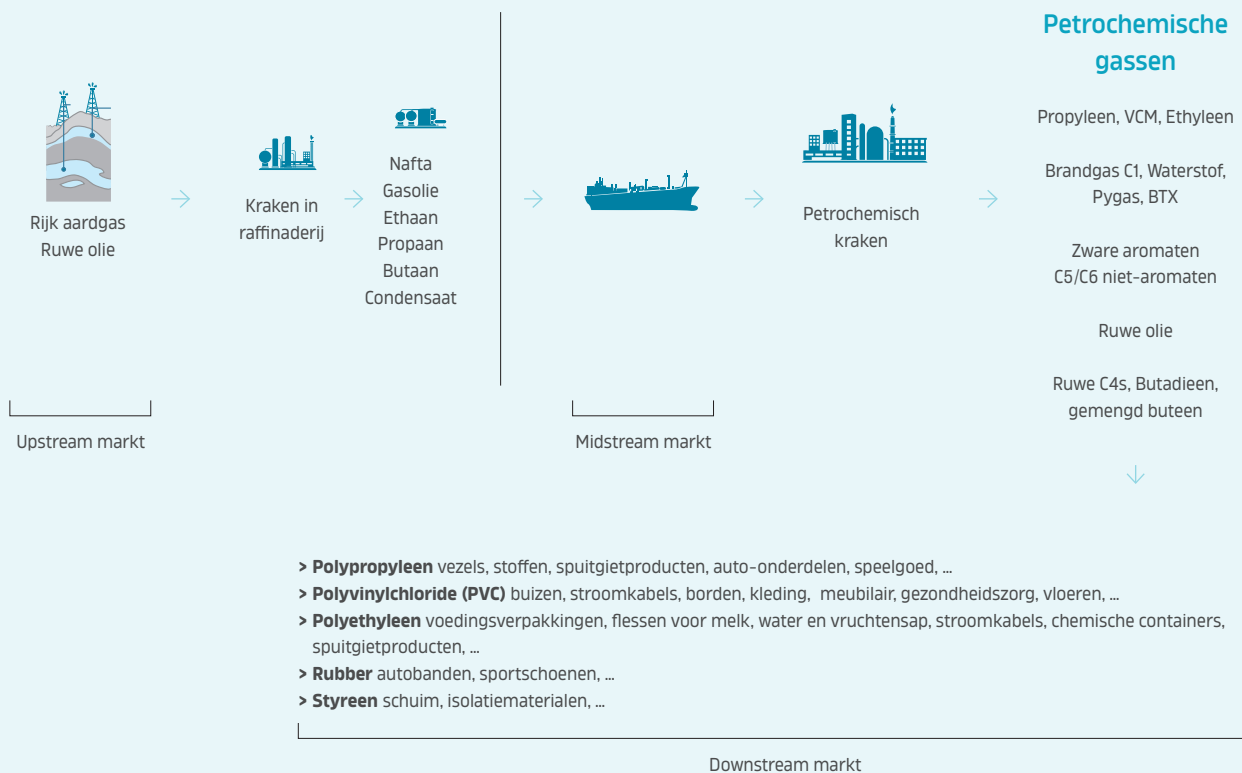 Rijk aardgas
Ruwe olie
Kraken in
raffinaderij
Nafta
Gasolie
Ethaan
Propaan
Butaan
Condensaat
Petrochemisch
kraken
Petrochemische
gassen
Propyleen, VCM, Ethyleen
Brandgas C1, Waterstof,
Pygas, BTX
Zware aromaten
C5/C6 niet-aromaten
Ruwe olie
Ruwe C4s, Butadieen,
gemengd buteen
Upstream markt
Midstream markt
> Polypropyleen vezels, stoffen, spuitgietproducten, auto-onderdelen, speelgoed, ...
> Polyvinylchloride (PVC) buizen, stroomkabels, borden, kleding, meubilair, gezondheidszorg, vloeren, ...
> Polyethyleen voedingsverpakkingen, flessen voor melk, water en vruchtensap, stroomkabels, chemische containers,
spuitgietproducten, ...
> Rubber autobanden, sportschoenen, ...
> Styreen schuim, isolatiematerialen, ...
Downstream markt